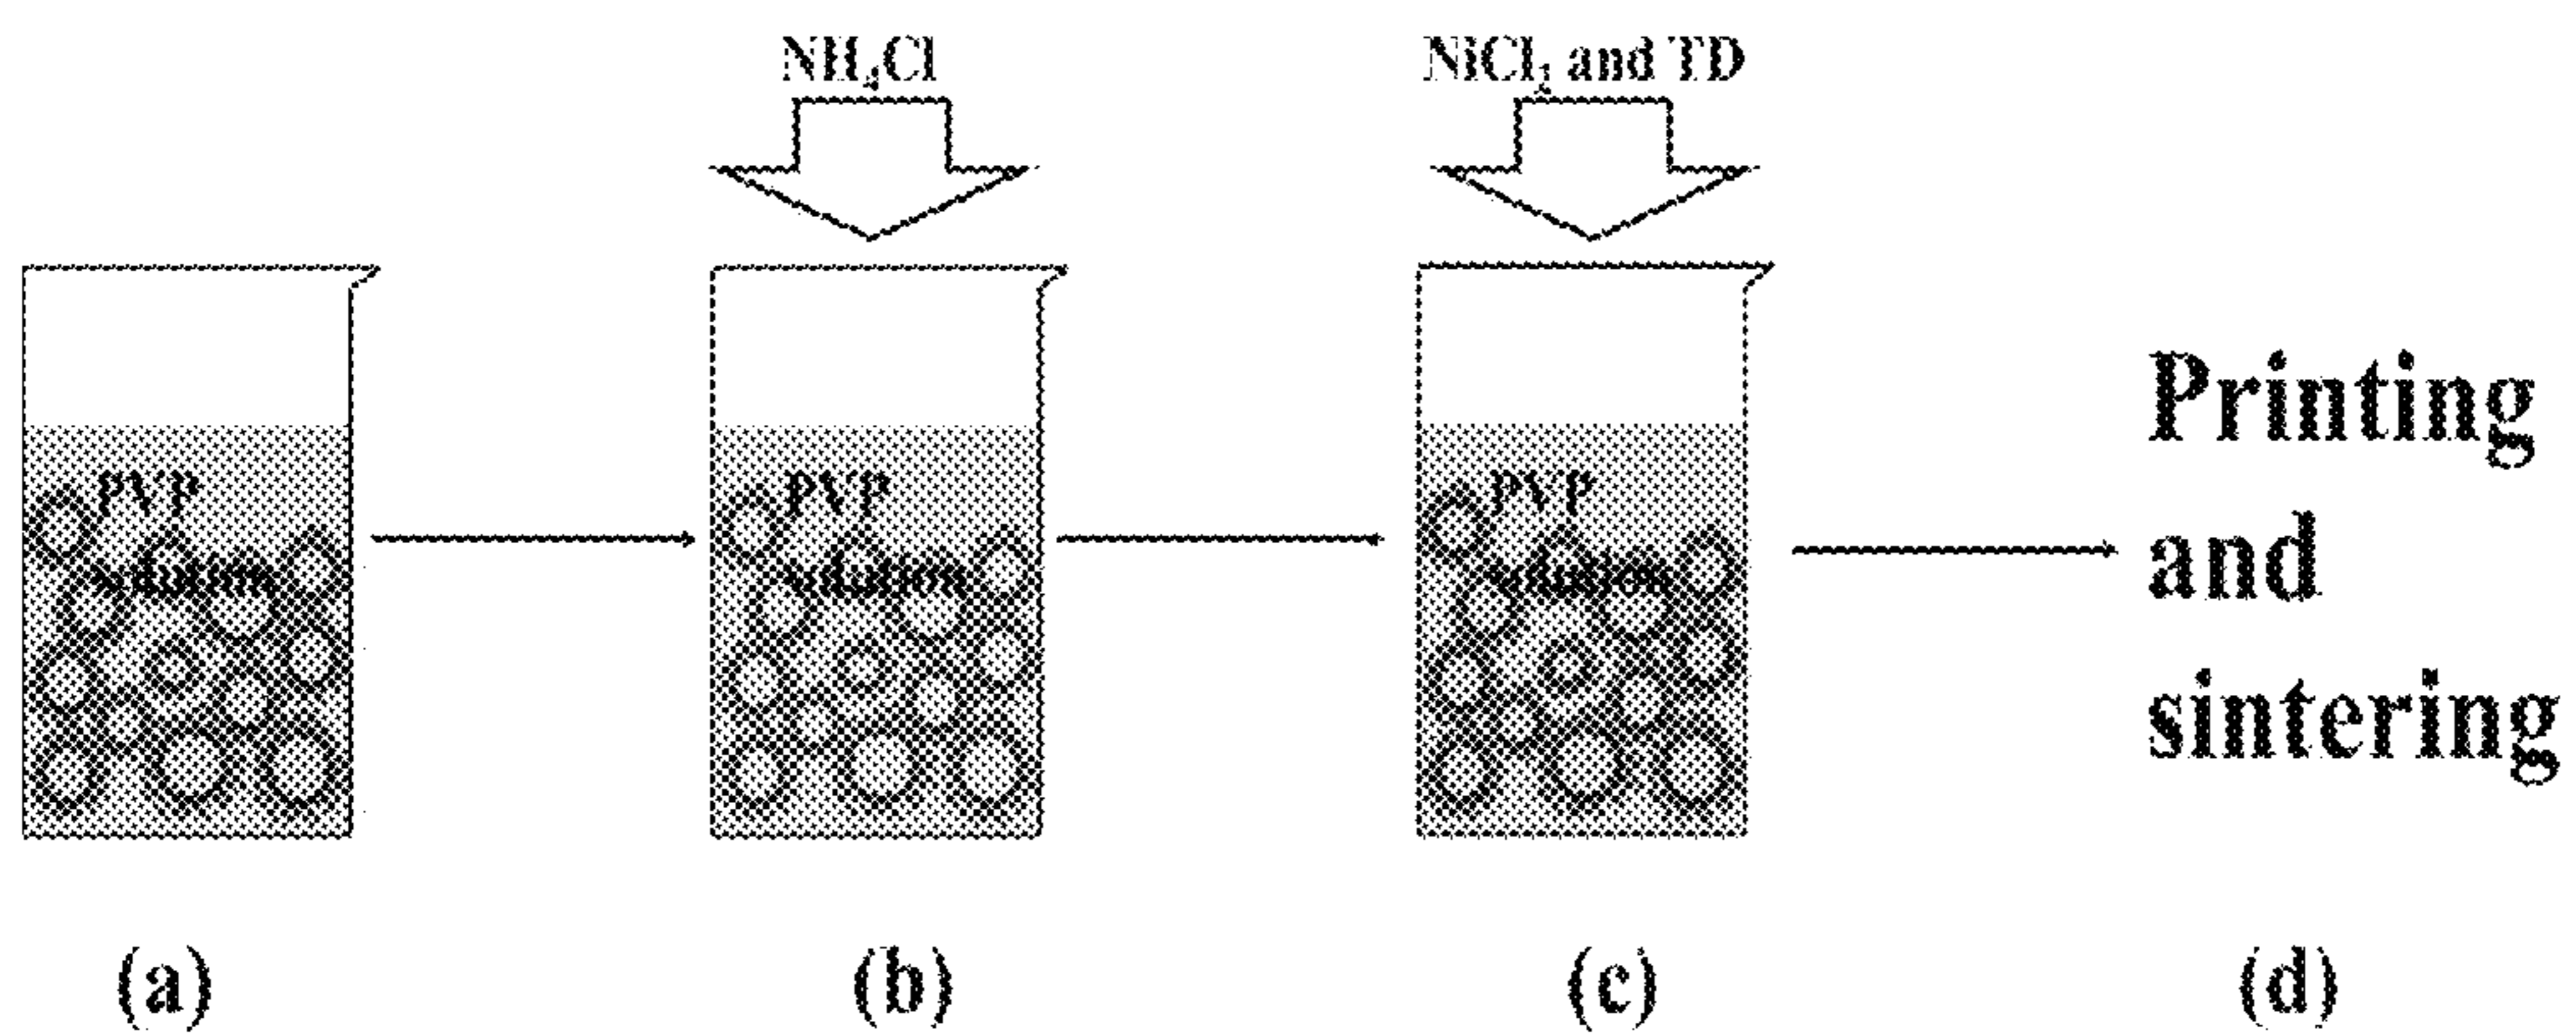 NH₄Cl
NiCl₂ and TD
PVP
solution
PVP
solution
PVP
solution
Printing
and
sintering
(a)
(b)
(c)
(d)